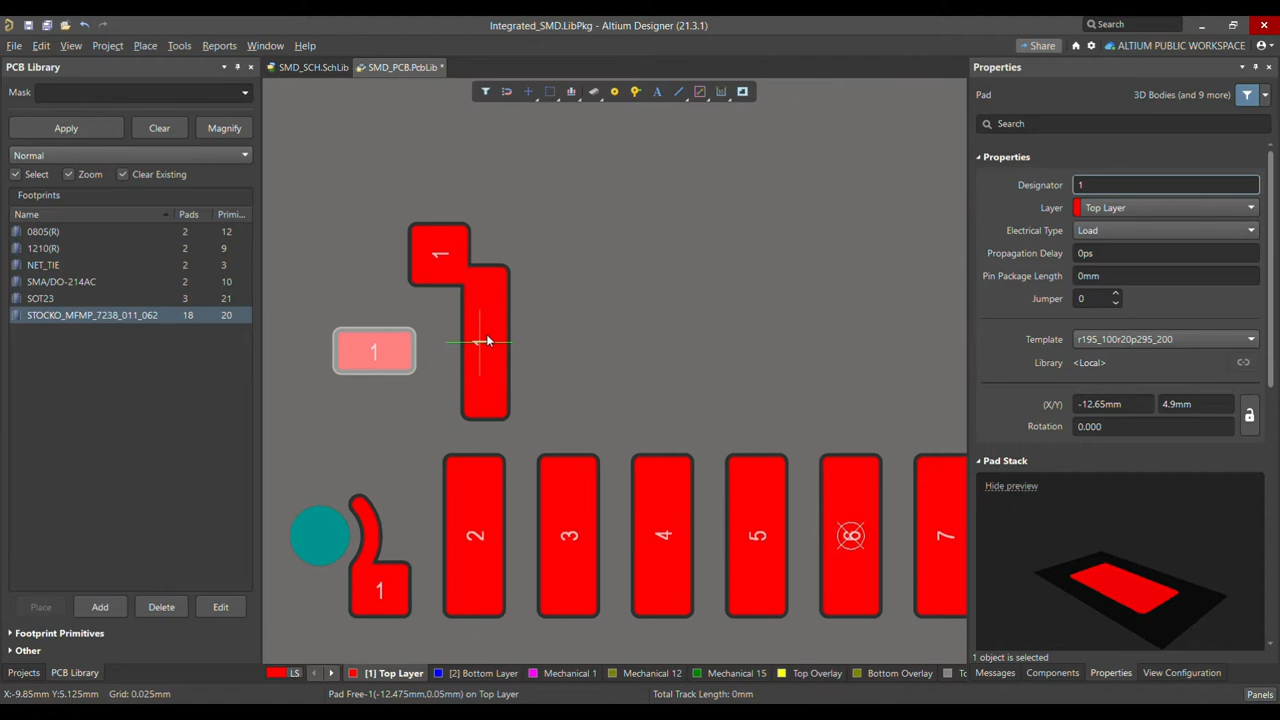 Integrated_SMD.LibPkg - Altium Designer (21.3.1)
Search
File Edit View Project Place Tools Reports Window Help
Share
ALTIUM PUBLIC WORKSPACE
PCB Library
SMD_SCH.SchLib
SMD_PCB.PcbLib *
Properties
Mask
Pad
3D Bodies (and 9 more)
Search
Apply
Clear
Magnify
Normal
Select
Zoom
Clear Existing
Footprints
Name Pads Primi...
0805(R) 2 12
1210(R) 2 9
NET_TIE 2 3
SMA/DO-214AC 2 10
SOT23 3 21
STOCKO_MFMP_7238_011_062 18 20
Place
Add
Delete
Edit
Footprint Primitives
Other
Projects
PCB Library
1
1
1
2
3
4
5
6
7
Properties
Designator 1
Layer Top Layer
Electrical Type Load
Propagation Delay 0ps
Pin Package Length 0mm
Jumper 0
Template r195_100r20p295_200
Library <Local>
(X/Y) -12.65mm 4.9mm
Rotation 0.000
Pad Stack
Hide preview
1 object is selected
LS
[1] Top Layer
[2] Bottom Layer
Mechanical 1
Mechanical 12
Mechanical 15
Top Overlay
Bottom Overlay
To
Messages
Components
Properties
View Configuration
X:-9.85mm Y:5.125mm Grid: 0.025mm
Pad Free-1(-12.475mm,0.05mm) on Top Layer
Total Track Length: 0mm
Panels